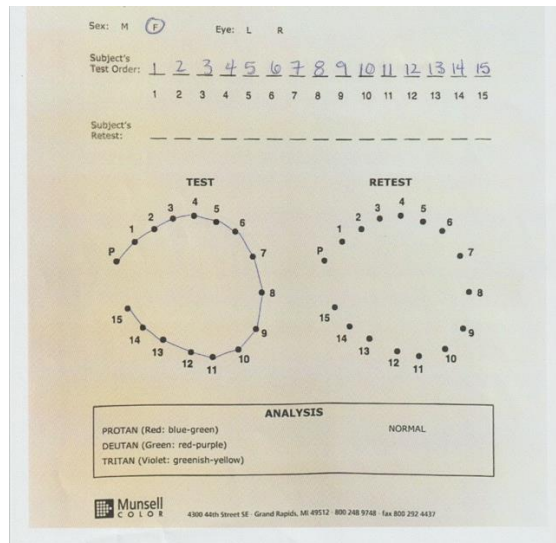 Sex: M F Eye: L R
Subject's
Test Order: 1 2 3 4 5 6 7 8 9 10 11 12 13 14 15
1 2 3 4 5 6 7 8 9 10 11 12 13 14 15
Subject's
Retest:
TEST RETEST
P 1 2 3 4 5 6 7 8 9 10 11 12 13 14 15
P 1 2 3 4 5 6 7 8 9 10 11 12 13 14 15
ANALYSIS
PROTAN (Red: blue-green) NORMAL
DEUTAN (Green: red-purple)
TRITAN (Violet: greenish-yellow)
Munsell
COLOR 4300 44th Street SE · Grand Rapids, MI 49512 · 800 248 9748 · fax 800 292 4437